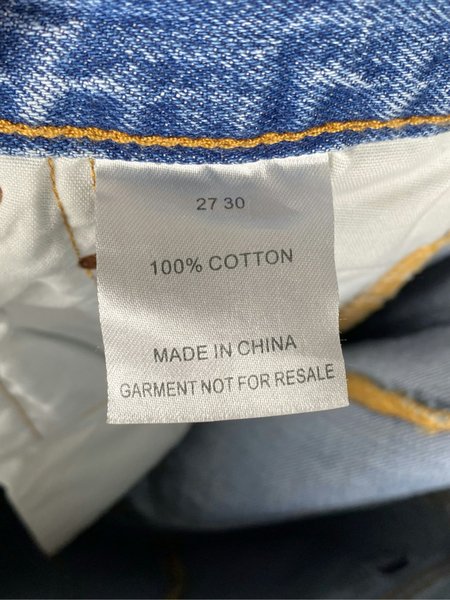 27 30
100% COTTON
MADE IN CHINA
GARMENT NOT FOR RESALE